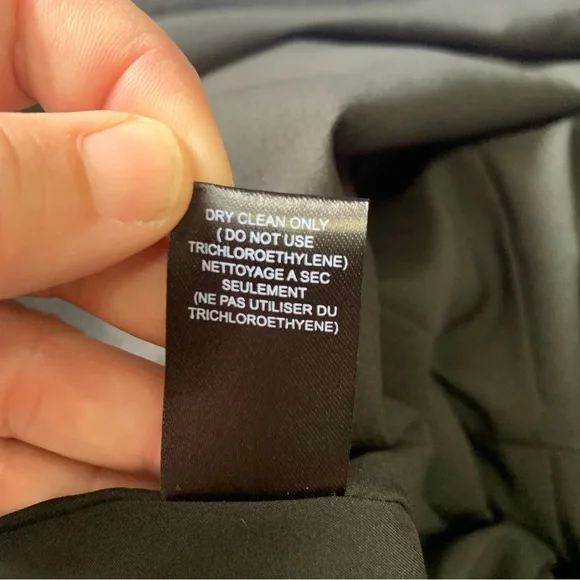 DRY CLEAN ONLY
( DO NOT USE
TRICHLOROETHYLENE)
NETTOYAGE A SEC
SEULEMENT
(NE PAS UTILISER DU
TRICHLOROETHYENE)